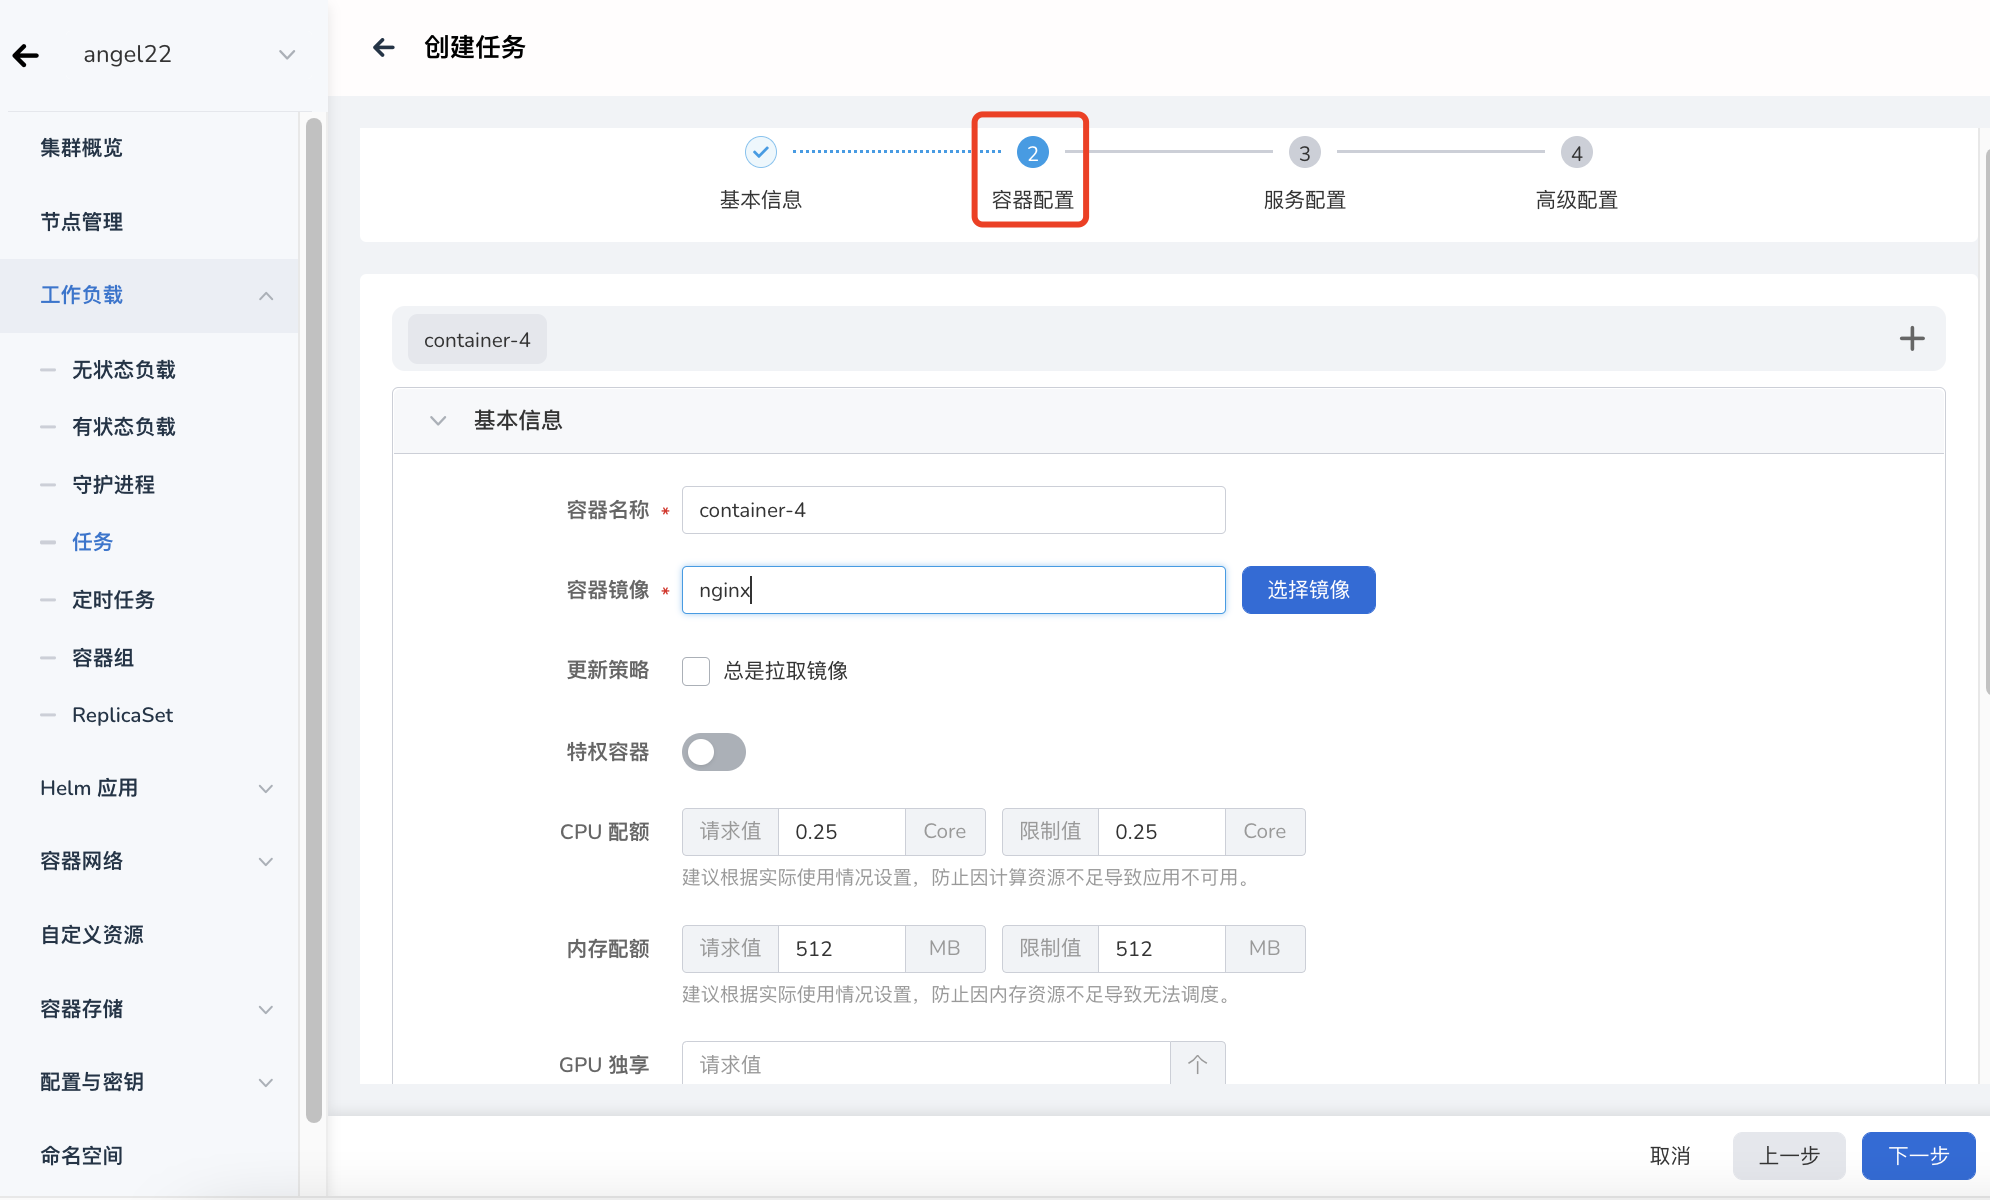 angel22
集群概览
节点管理
工作负载
无状态负载
有状态负载
守护进程
任务
定时任务
容器组
ReplicaSet
Helm 应用
容器网络
自定义资源
容器存储
配置与密钥
命名空间
创建任务
2 3 4
基本信息 容器配置 服务配置 高级配置
container-4
基本信息
容器名称 * container-4
容器镜像 * nginx 选择镜像
更新策略 总是拉取镜像
特权容器
CPU 配额 请求值 0.25 Core 限制值 0.25 Core
建议根据实际使用情况设置，防止因计算资源不足导致应用不可用。
内存配额 请求值 512 MB 限制值 512 MB
建议根据实际使用情况设置，防止因内存资源不足导致无法调度。
GPU 独享 请求值 个
取消 上一步 下一步